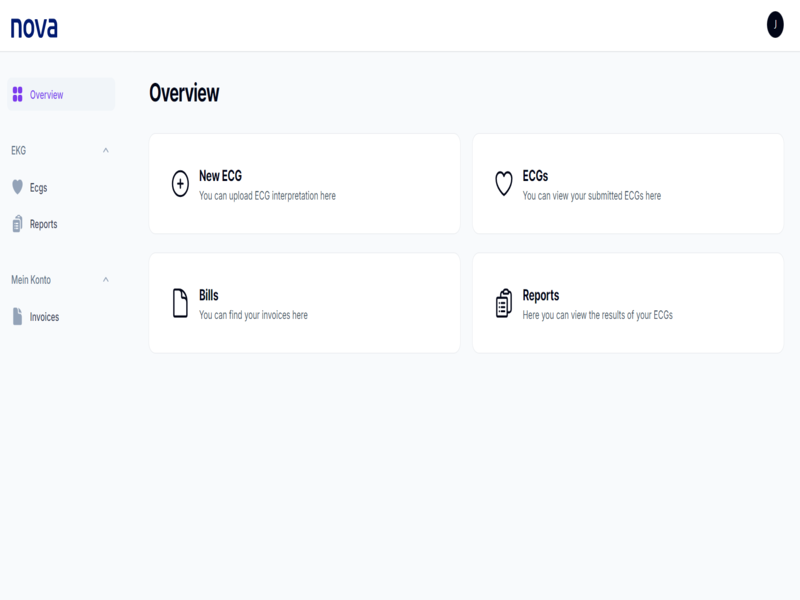 nova
J
Overview
EKG
Ecgs
Reports
Mein Konto
Invoices
Overview
New ECG
You can upload ECG interpretation here
ECGs
You can view your submitted ECGs here
Bills
You can find your invoices here
Reports
Here you can view the results of your ECGs